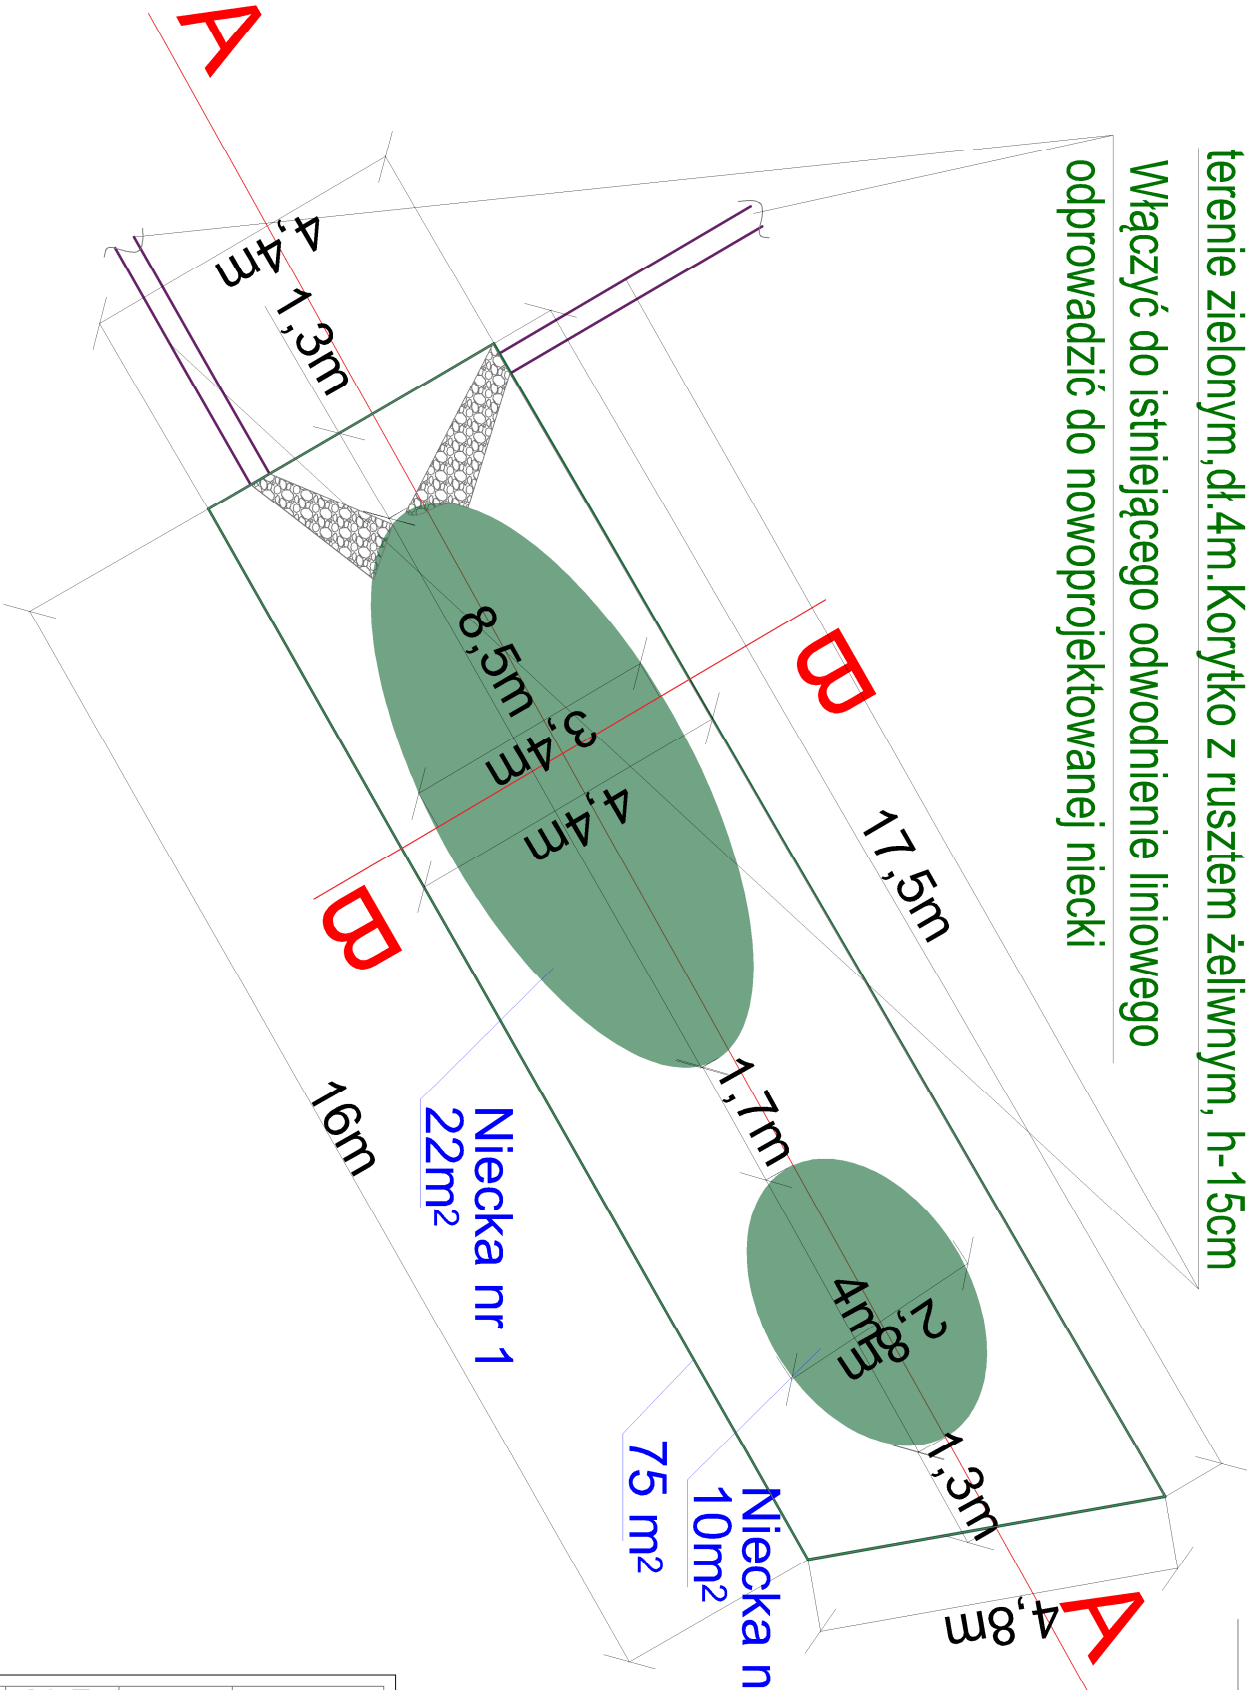 terenie zielonym,dł.4m.Korytko z rusztem żeliwnym, h-15cm
Włączyć do istniejącego odwodnienie liniowego
odprowadzić do nowoprojektowanej niecki
A
4,4m
1,3m
B
8,5m
3,4m
4,4m
17,5m
B
16m
1,7m
Niecka nr 1
22m²
2,8m
4m
1,3m
75 m²
Niecka n
10m²
4,8m
A